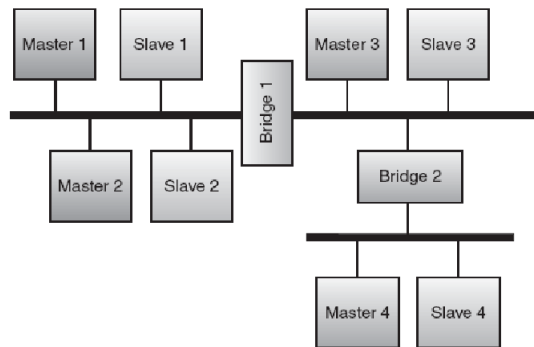 Master 1
Slave 1
Bridge 1
Master 3
Slave 3
Master 2
Slave 2
Bridge 2
Master 4
Slave 4